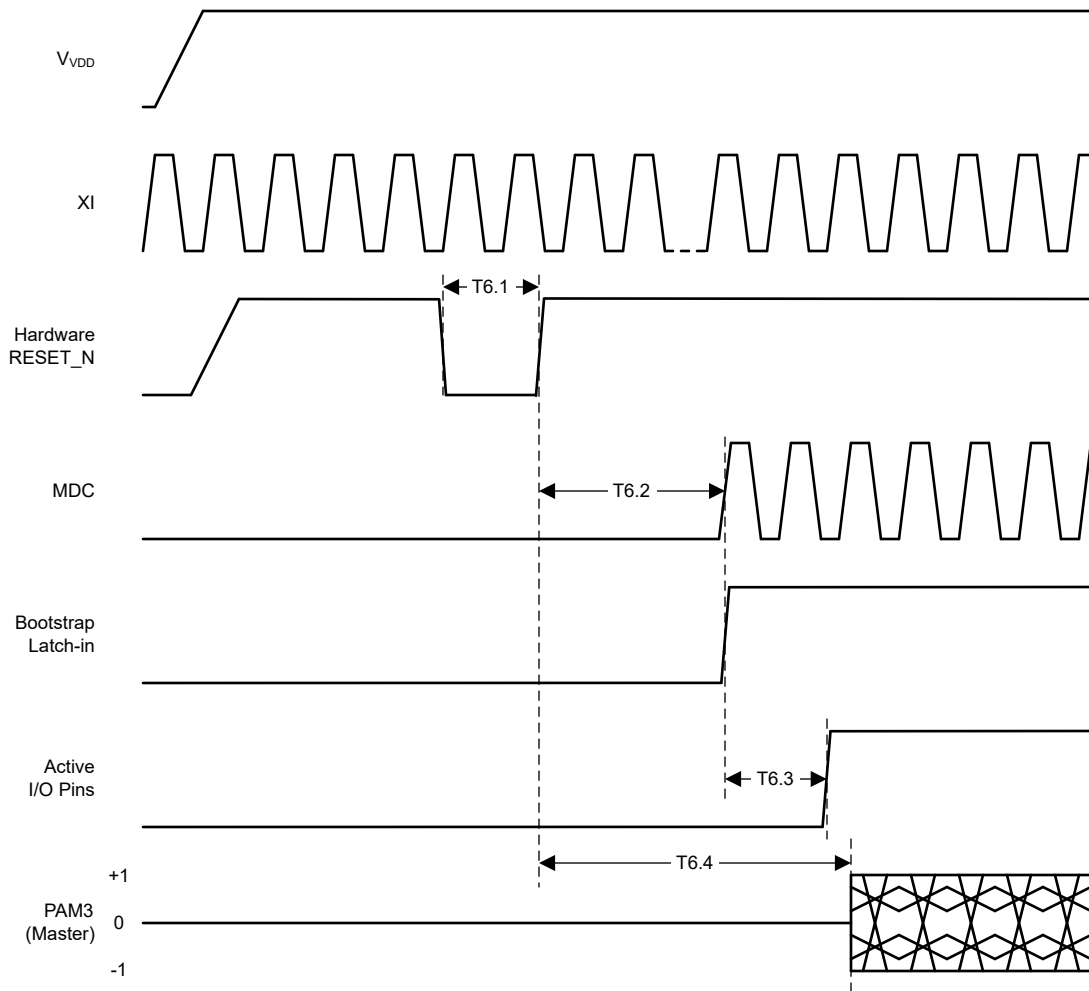 VVDD
XI
T6.1
Hardware
RESET_N
MDC
T6.2
Bootstrap
Latch-in
Active
I/O Pins
T6.3
T6.4
+1
PAM3
0
(Master)
-1